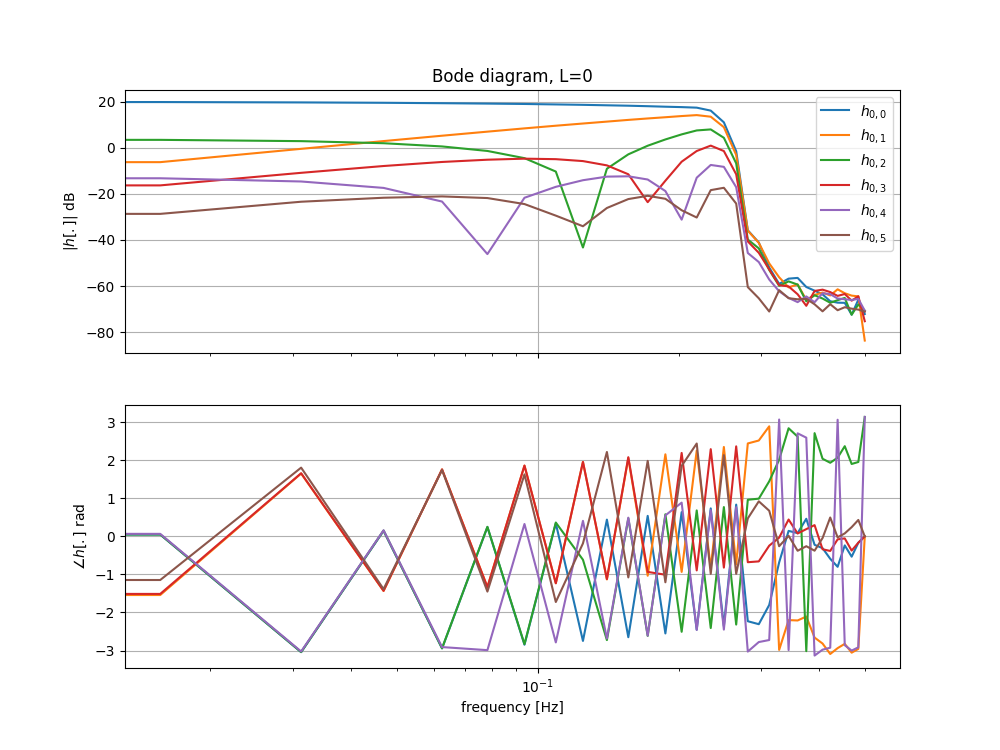 Bode diagram, L=0
|h[.]| dB
20
0
−20
−40
−60
−80
h0,0
h0,1
h0,2
h0,3
h0,4
h0,5
∠h[.] rad
3
2
1
0
−1
−2
−3
10−1
frequency [Hz]